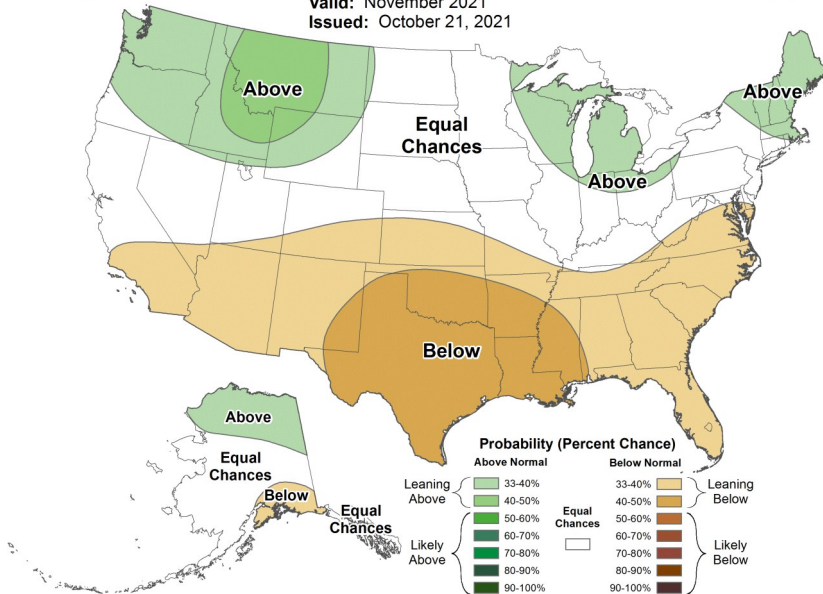 Valid: November 2021
Issued: October 21, 2021
Above
Equal
Chances
Above
Above
Below
Above
Equal
Chances
Below
Equal
Chances
Probability (Percent Chance)
Above Normal
Below Normal
Leaning
Above
33-40%
40-50%
Likely
Above
50-60%
60-70%
70-80%
80-90%
90-100%
Equal
Chances
33-40%
40-50%
Leaning
Below
50-60%
60-70%
70-80%
80-90%
90-100%
Likely
Below